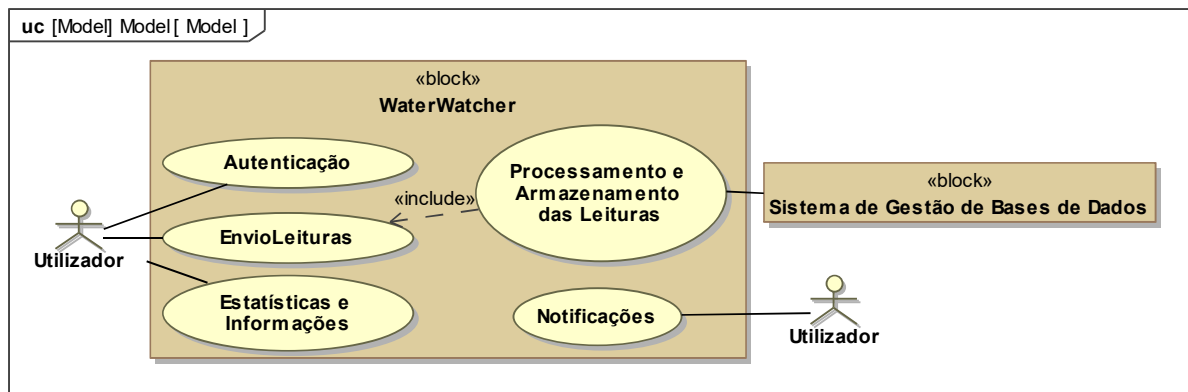 uc [Model] Model [ Model ]
«block»
WaterWatcher
Autenticação
Processamento e
Armazenamento
das Leituras
«include»
EnvioLeituras
Estatísticas e
Informações
Notificações
Utilizador
«block»
Sistema de Gestão de Bases de Dados
Utilizador